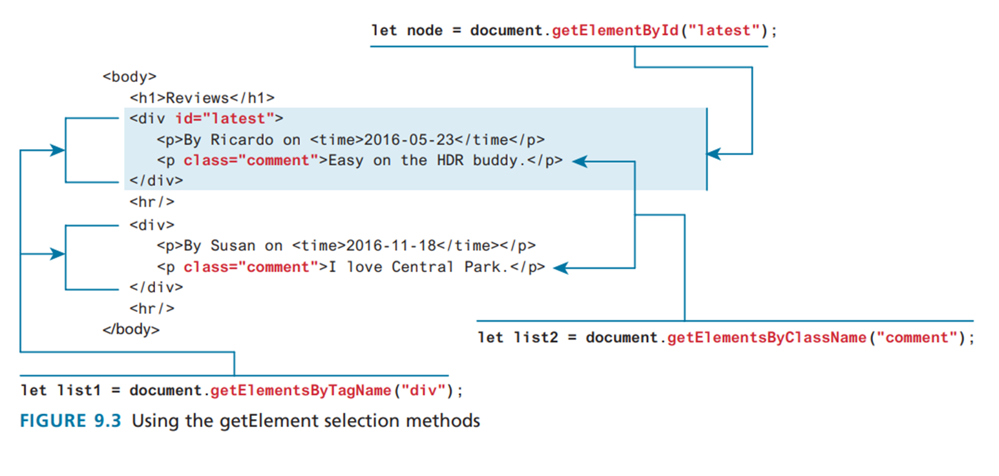 let node = document.getElementById("latest");
<body>
<h1>Reviews</h1>
<div id="latest">
<p>By Ricardo on <time>2016-05-23</time</p>
<p class="comment">Easy on the HDR buddy.</p>
</div>
<hr/>
<div>
<p>By Susan on <time>2016-11-18</time></p>
<p class="comment">I love Central Park.</p>
</div>
<hr/>
</body>
let list2 = document.getElementsByClassName("comment");
let list1 = document.getElementsByTagName("div");
FIGURE 9.3 Using the getElement selection methods